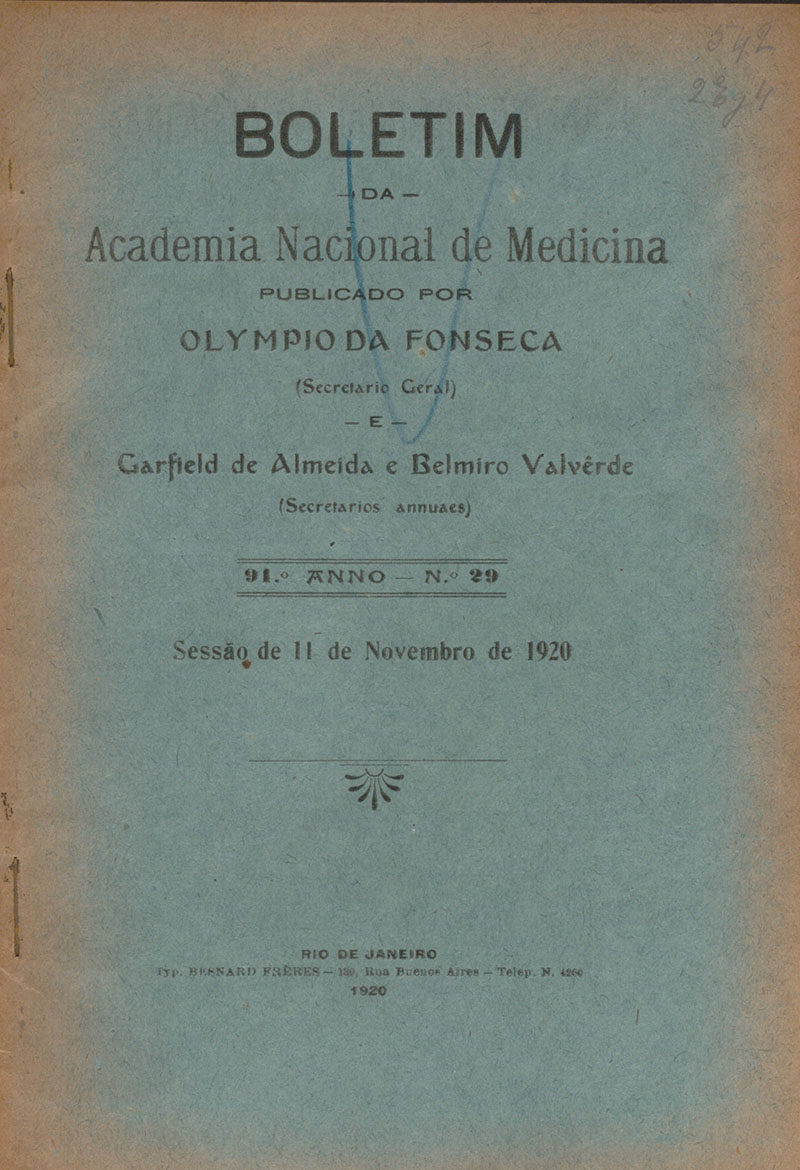 BOLETIM
— DA —
Academia Nacional de Medicina
PUBLICADO POR
OLYMPIO DA FONSECA
(Secretario Geral)
— E —
Garfield de Almeida e Belmiro Valvêrde
(Secretarios annuaes)
91.º ANNO — N.º 29
Sessão de 11 de Novembro de 1920
RIO DE JANEIRO
Typ. BESNARD FRÈRES — 130, Rua Buenos Aires — Telep. N. 4260
1920